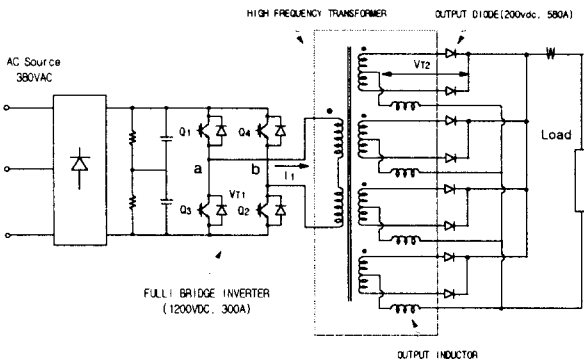 HIGH FREQUENCY TRANSFORMER
OUTPUT DIODE(200vdc, 580A)
AC Source
380VAC
VT2
Q1
Q4
Load
a
b
I1
VT1
Q3
Q2
FULLI BRIDGE INVERTER
(1200VDC, 300A)
OUTPUT INDUCTOR